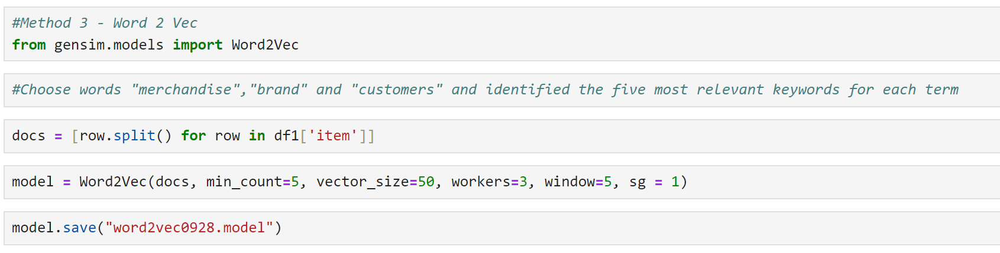 #Method 3 - Word 2 Vec
from gensim.models import Word2Vec
#Choose words "merchandise","brand" and "customers" and identified the five most relevant keywords for each term
docs = [row.split() for row in df1['item']]
model = Word2Vec(docs, min_count=5, vector_size=50, workers=3, window=5, sg = 1)
model.save("word2vec0928.model")